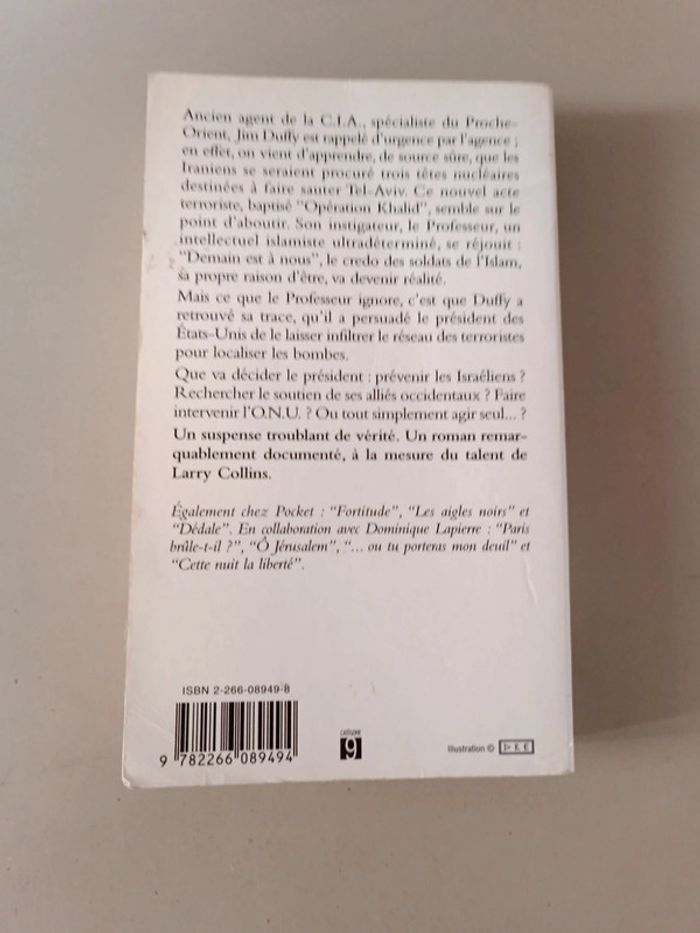 Ancien agent de la C.I.A., spécialiste du Proche-
Orient, Jim Duffy est rappelé d'urgence par l'agence ;
en effet, on vient d'apprendre, de source sûre, que les
Iraniens se seraient procuré trois têtes nucléaires
destinées à faire sauter Tel-Aviv. Ce nouvel acte
terroriste, baptisé "Opération Khalid", semble sur le
point d'aboutir. Son instigateur, le Professeur, un
intellectuel islamiste ultradéterminé, se réjouit :
"Demain est à nous", le credo des soldats de l'Islam,
sa propre raison d'être, va devenir réalité.
Mais ce que le Professeur ignore, c'est que Duffy a
retrouvé sa trace, qu'il a persuadé le président des
États-Unis de le laisser infiltrer le réseau des terroristes
pour localiser les bombes.
Que va décider le président : prévenir les Israéliens ?
Rechercher le soutien de ses alliés occidentaux ? Faire
intervenir l'O.N.U. ? Ou tout simplement agir seul... ?
Un suspense troublant de vérité. Un roman remar-
quablement documenté, à la mesure du talent de
Larry Collins.
Également chez Pocket : "Fortitude", "Les aigles noirs" et
"Dédale". En collaboration avec Dominique Lapierre : "Paris
brûle-t-il ?", "Ô Jérusalem", "... ou tu porteras mon deuil" et
"Cette nuit la liberté".
ISBN 2-266-08949-8
9 782266 089494
CATÉGORIE
9
Illustration ©